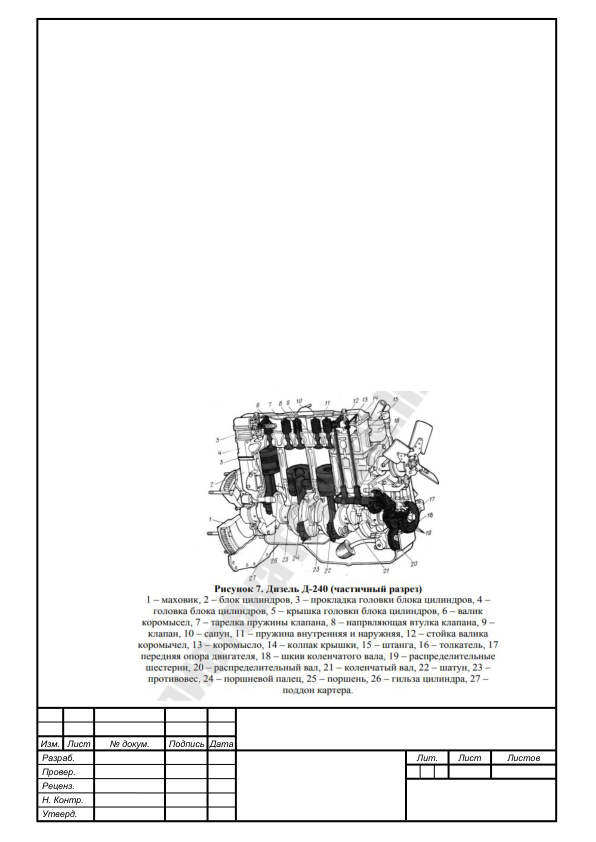 6 7 8 9 10 11 12 13 14 15
5
16
4
3
2
17
1
18
19
27 26 25 24 23 22 21 20
Рисунок 7. Дизель Д-240 (частичный разрез)
1 – маховик, 2 – блок цилиндров, 3 – прокладка головки блока цилиндров, 4 –
головка блока цилиндров, 5 – крышка головки блока цилиндров, 6 – валик
коромысел, 7 – тарелка пружины клапана, 8 – напрвляющая втулка клапана, 9 –
клапан, 10 – сапун, 11 – пружина внутренняя и наружняя, 12 – стойка валика
коромычел, 13 – коромысло, 14 – колпак крышки, 15 – штанга, 16 – толкатель, 17
передняя опора двигателя, 18 – шкив коленчатого вала, 19 – распределительные
шестерни, 20 – распределительный вал, 21 – коленчатый вал, 22 – шатун, 23 –
противовес, 24 – поршневой палец, 25 – поршень, 26 – гильза цилиндра, 27 –
поддон картера.
Изм. Лист № докум. Подпись Дата
Разраб. Лит. Лист Листов
Провер.
Реценз.
Н. Контр.
Утверд.